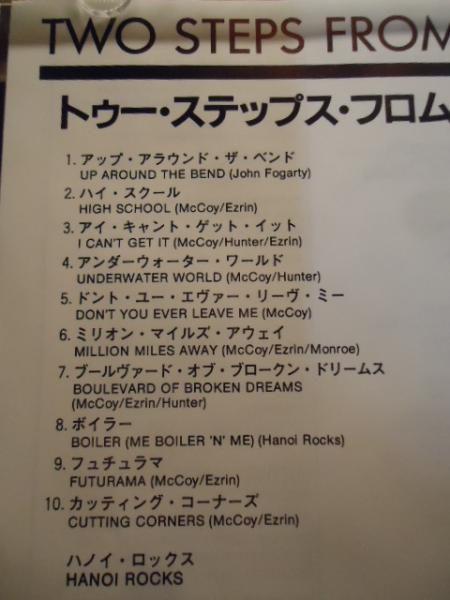 TWO STEPS FROM
トゥー・ステップス・フロム
1. アップ・アラウンド・ザ・ベンド
UP AROUND THE BEND (John Fogarty)
2. ハイ・スクール
HIGH SCHOOL (McCoy/Ezrin)
3. アイ・キャント・ゲット・イット
I CAN'T GET IT (McCoy/Hunter/Ezrin)
4. アンダーウォーター・ワールド
UNDERWATER WORLD (McCoy/Hunter)
5. ドント・ユー・エヴァー・リーヴ・ミー
DON'T YOU EVER LEAVE ME (McCoy)
6. ミリオン・マイルズ・アウェイ
MILLION MILES AWAY (McCoy/Ezrin/Monroe)
7. ブールヴァード・オブ・ブロークン・ドリームス
BOULEVARD OF BROKEN DREAMS
(McCoy/Ezrin/Hunter)
8. ボイラー
BOILER (ME BOILER 'N' ME) (Hanoi Rocks)
9. フュチュラマ
FUTURAMA (McCoy/Ezrin)
10. カッティング・コーナーズ
CUTTING CORNERS (McCoy/Ezrin)
ハノイ・ロックス
HANOI ROCKS